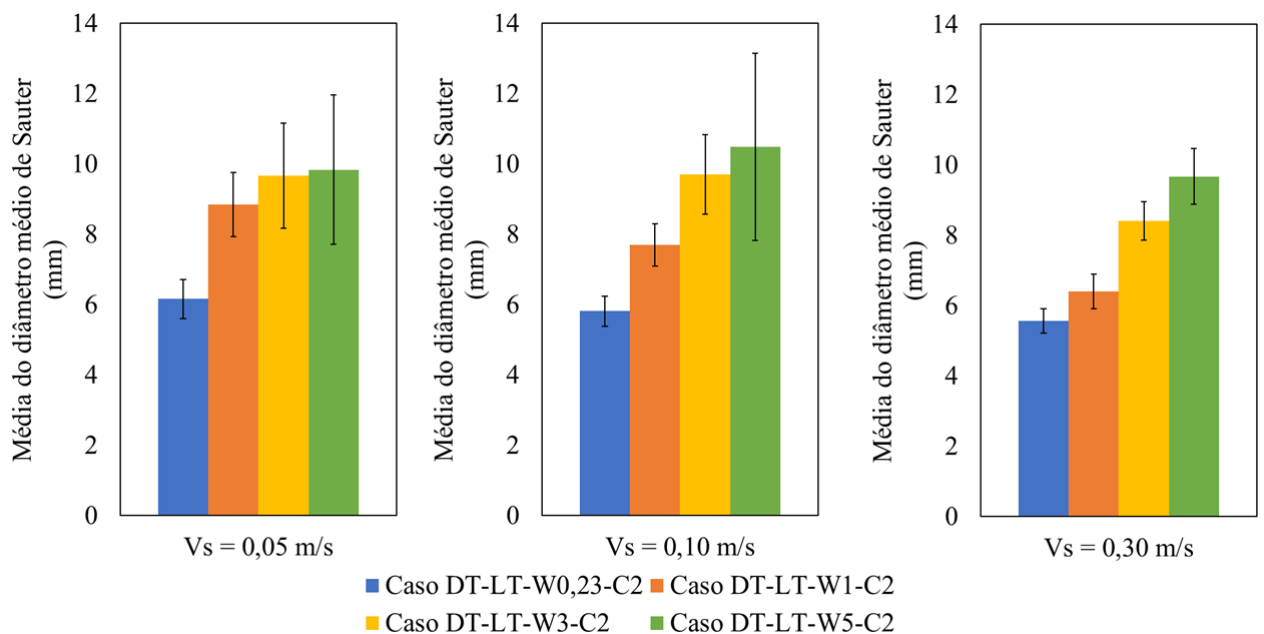 Média do diâmetro médio de Sauter
(mm)
14
12
10
8
6
4
2
0
Vs = 0,05 m/s
Média do diâmetro médio de Sauter
(mm)
14
12
10
8
6
4
2
0
Vs = 0,10 m/s
Média do diâmetro médio de Sauter
(mm)
14
12
10
8
6
4
2
0
Vs = 0,30 m/s
Caso DT-LT-W0,23-C2 Caso DT-LT-W1-C2
Caso DT-LT-W3-C2 Caso DT-LT-W5-C2